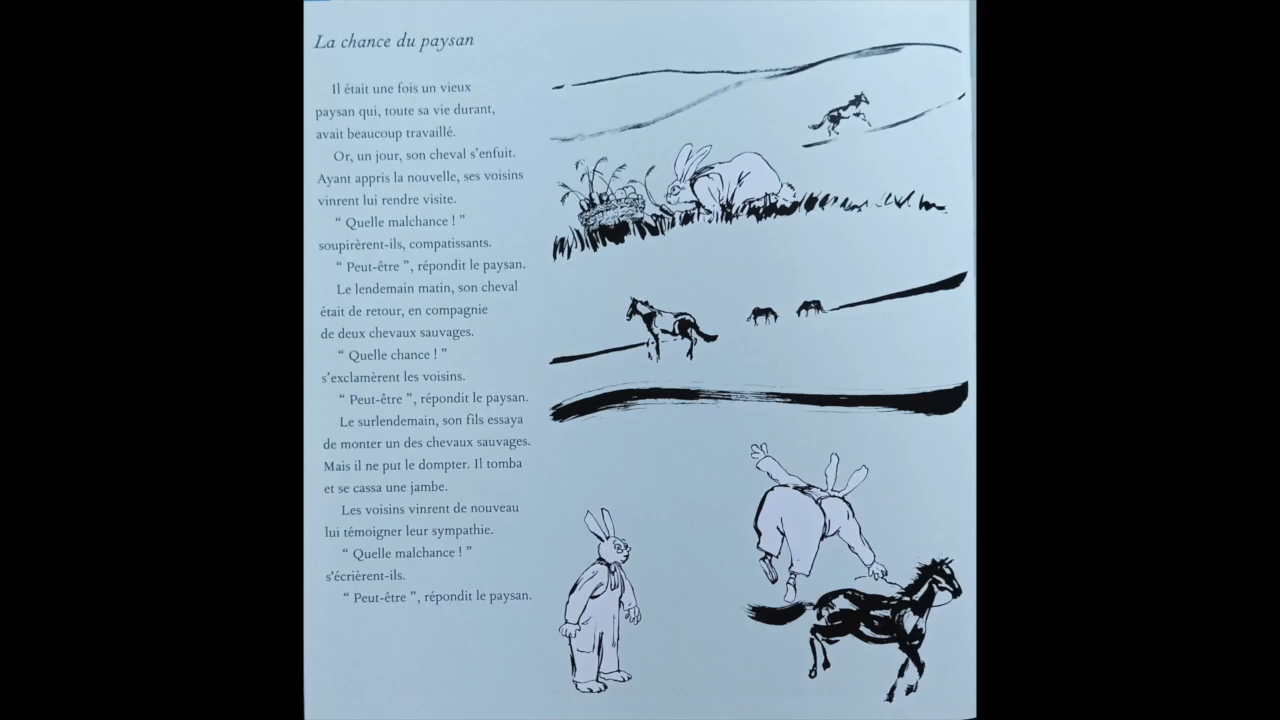 La chance du paysan
Il était une fois un vieux
paysan qui, toute sa vie durant,
avait beaucoup travaillé.
Or, un jour, son cheval s'enfuit.
Ayant appris la nouvelle, ses voisins
vinrent lui rendre visite.
“ Quelle malchance ! ”
soupirèrent-ils, compatissants.
“ Peut-être ”, répondit le paysan.
Le lendemain matin, son cheval
était de retour, en compagnie
de deux chevaux sauvages.
“ Quelle chance ! ”
s'exclamèrent les voisins.
“ Peut-être ”, répondit le paysan.
Le surlendemain, son fils essaya
de monter un des chevaux sauvages.
Mais il ne put le dompter. Il tomba
et se cassa une jambe.
Les voisins vinrent de nouveau
lui témoigner leur sympathie.
“ Quelle malchance ! ”
s'écrièrent-ils.
“ Peut-être ”, répondit le paysan.